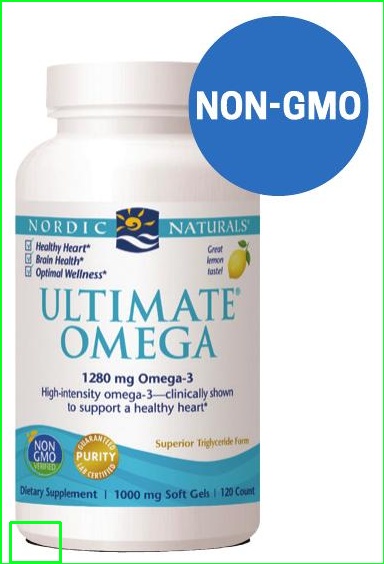 NON-GMO
NORDIC NATURALS®
Healthy Heart*
Brain Health*
Optimal Wellness*
Great
lemon
taste!
ULTIMATE®
OMEGA
1280 mg Omega-3
High-intensity omega-3—clinically shown
to support a healthy heart*
NON
GMO
VERIFIED
GUARANTEED
PURITY
LAB CERTIFIED
Superior Triglyceride Form
Dietary Supplement | 1000 mg Soft Gels | 120 Count